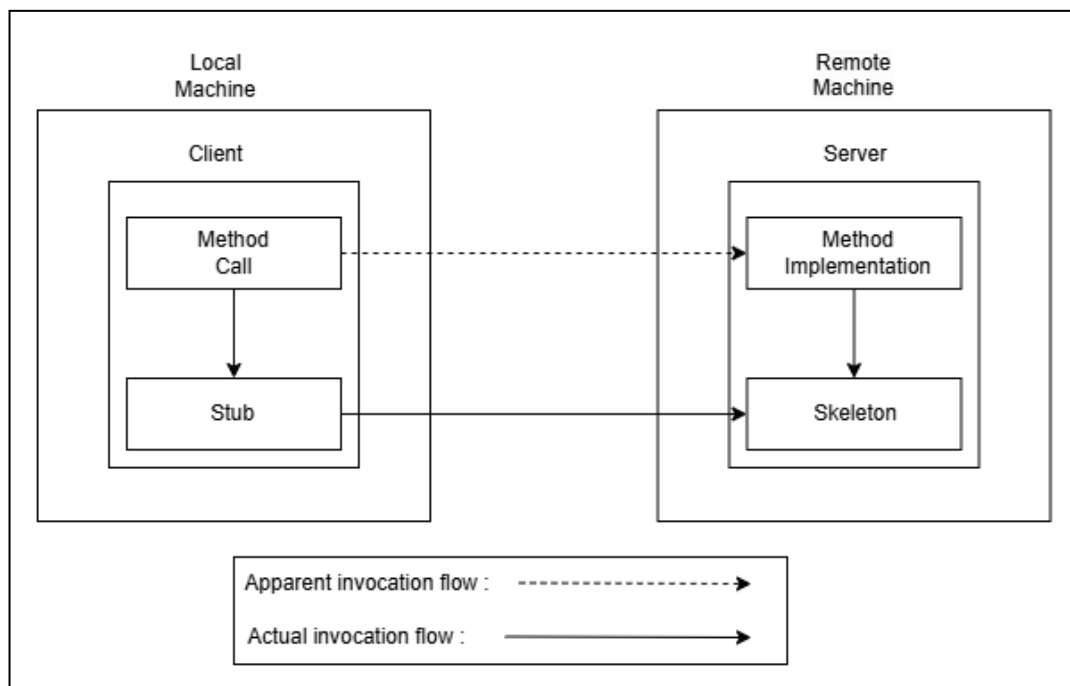 Local
Machine
Remote
Machine
Client
Server
Method
Call
Method
Implementation
Stub
Skeleton
Apparent invocation flow :
Actual invocation flow :